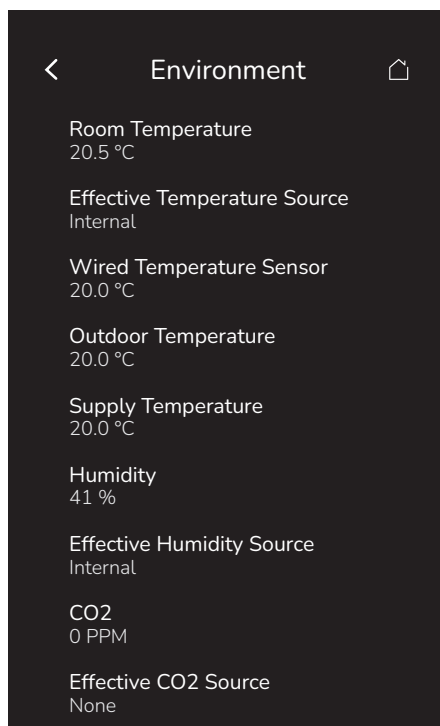 Environment
Room Temperature
20.5 °C
Effective Temperature Source
Internal
Wired Temperature Sensor
20.0 °C
Outdoor Temperature
20.0 °C
Supply Temperature
20.0 °C
Humidity
41 %
Effective Humidity Source
Internal
CO2
0 PPM
Effective CO2 Source
None